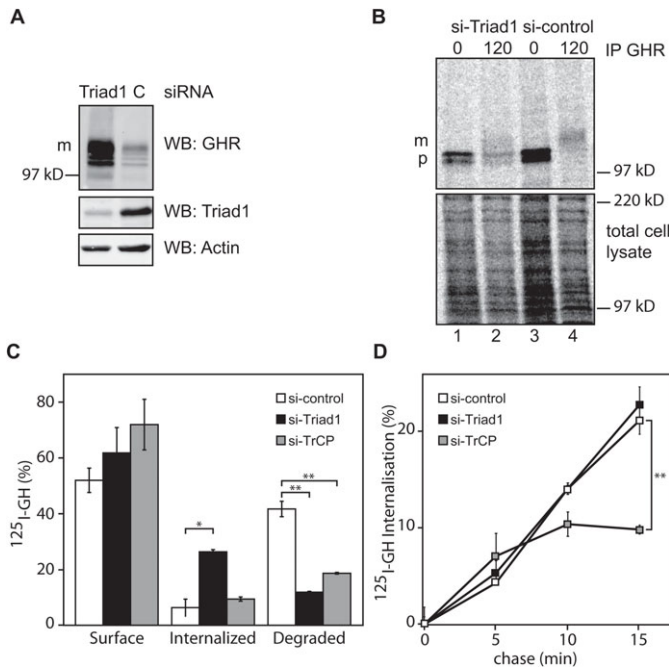 A
Triad1 C siRNA
m
WB: GHR
97 kD
WB: Triad1
WB: Actin
B
si-Triad1 si-control
0 120 0 120 IP GHR
m
p
97 kD
220 kD
total cell
lysate
97 kD
1 2 3 4
C
125I-GH (%)
80
60
40
20
0
si-control
si-Triad1
si-TrCP
*
**
**
Surface Internalized Degraded
D
125I-GH Internalisation (%)
20
10
0
si-control
si-Triad1
si-TrCP
**
0 5 10 15
chase (min)